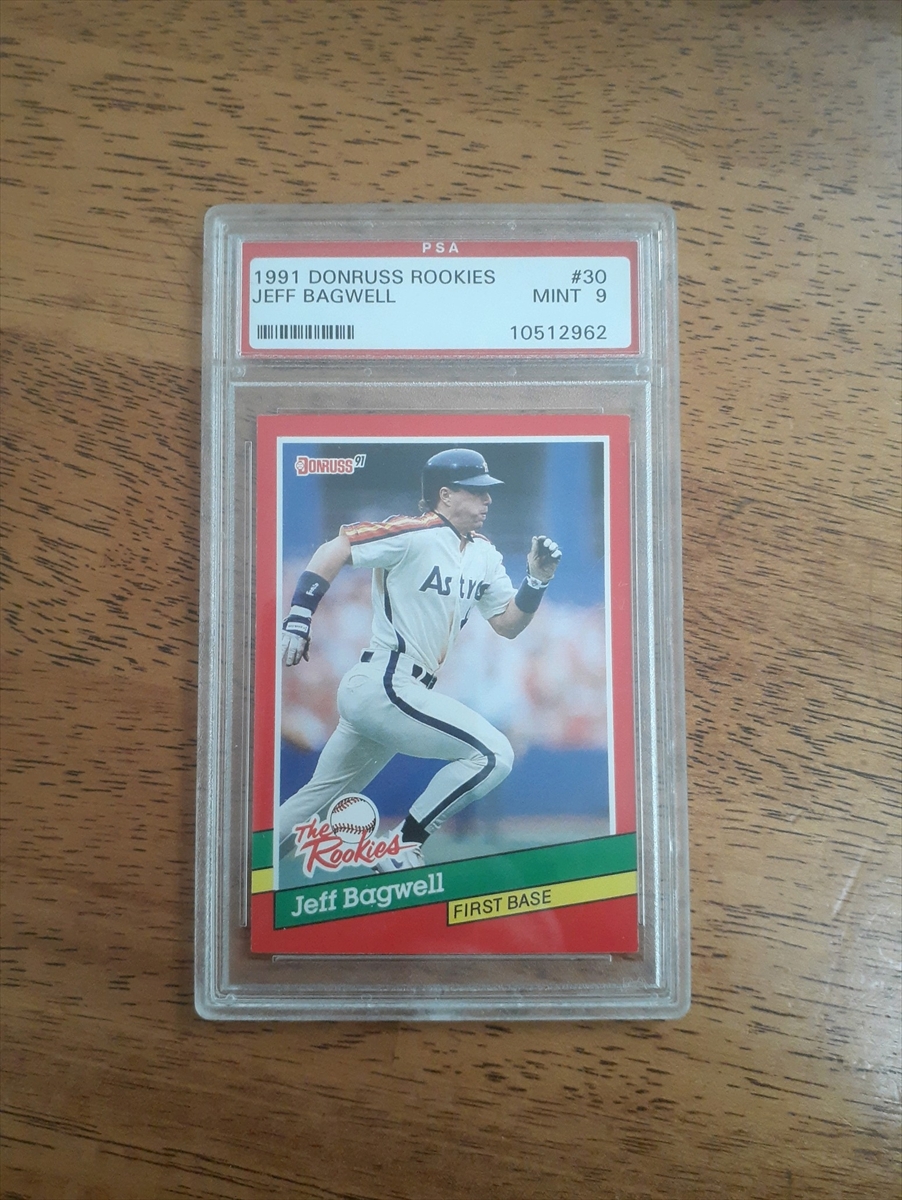 PSA
1991 DONRUSS ROOKIES #30
JEFF BAGWELL MINT 9
10512962
DONRUSS 91
Astros
The
Rookies
Jeff Bagwell
FIRST BASE